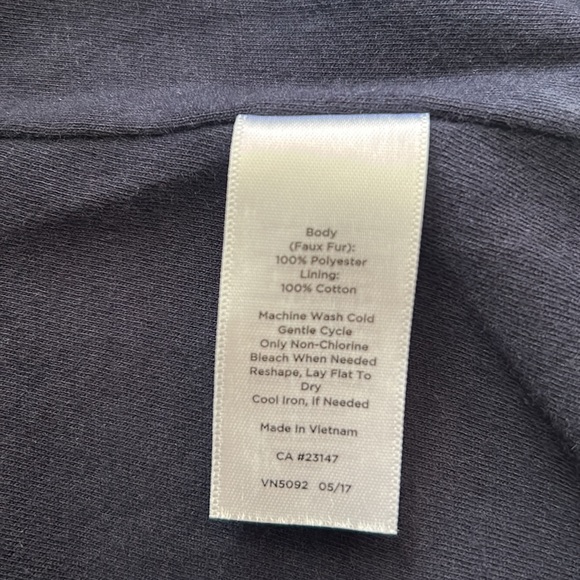 Body
(Faux Fur):
100% Polyester
Lining:
100% Cotton
Machine Wash Cold
Gentle Cycle
Only Non-Chlorine
Bleach When Needed
Reshape, Lay Flat To
Dry
Cool Iron, if Needed
Made in Vietnam
CA #23147
VN5092 05/17